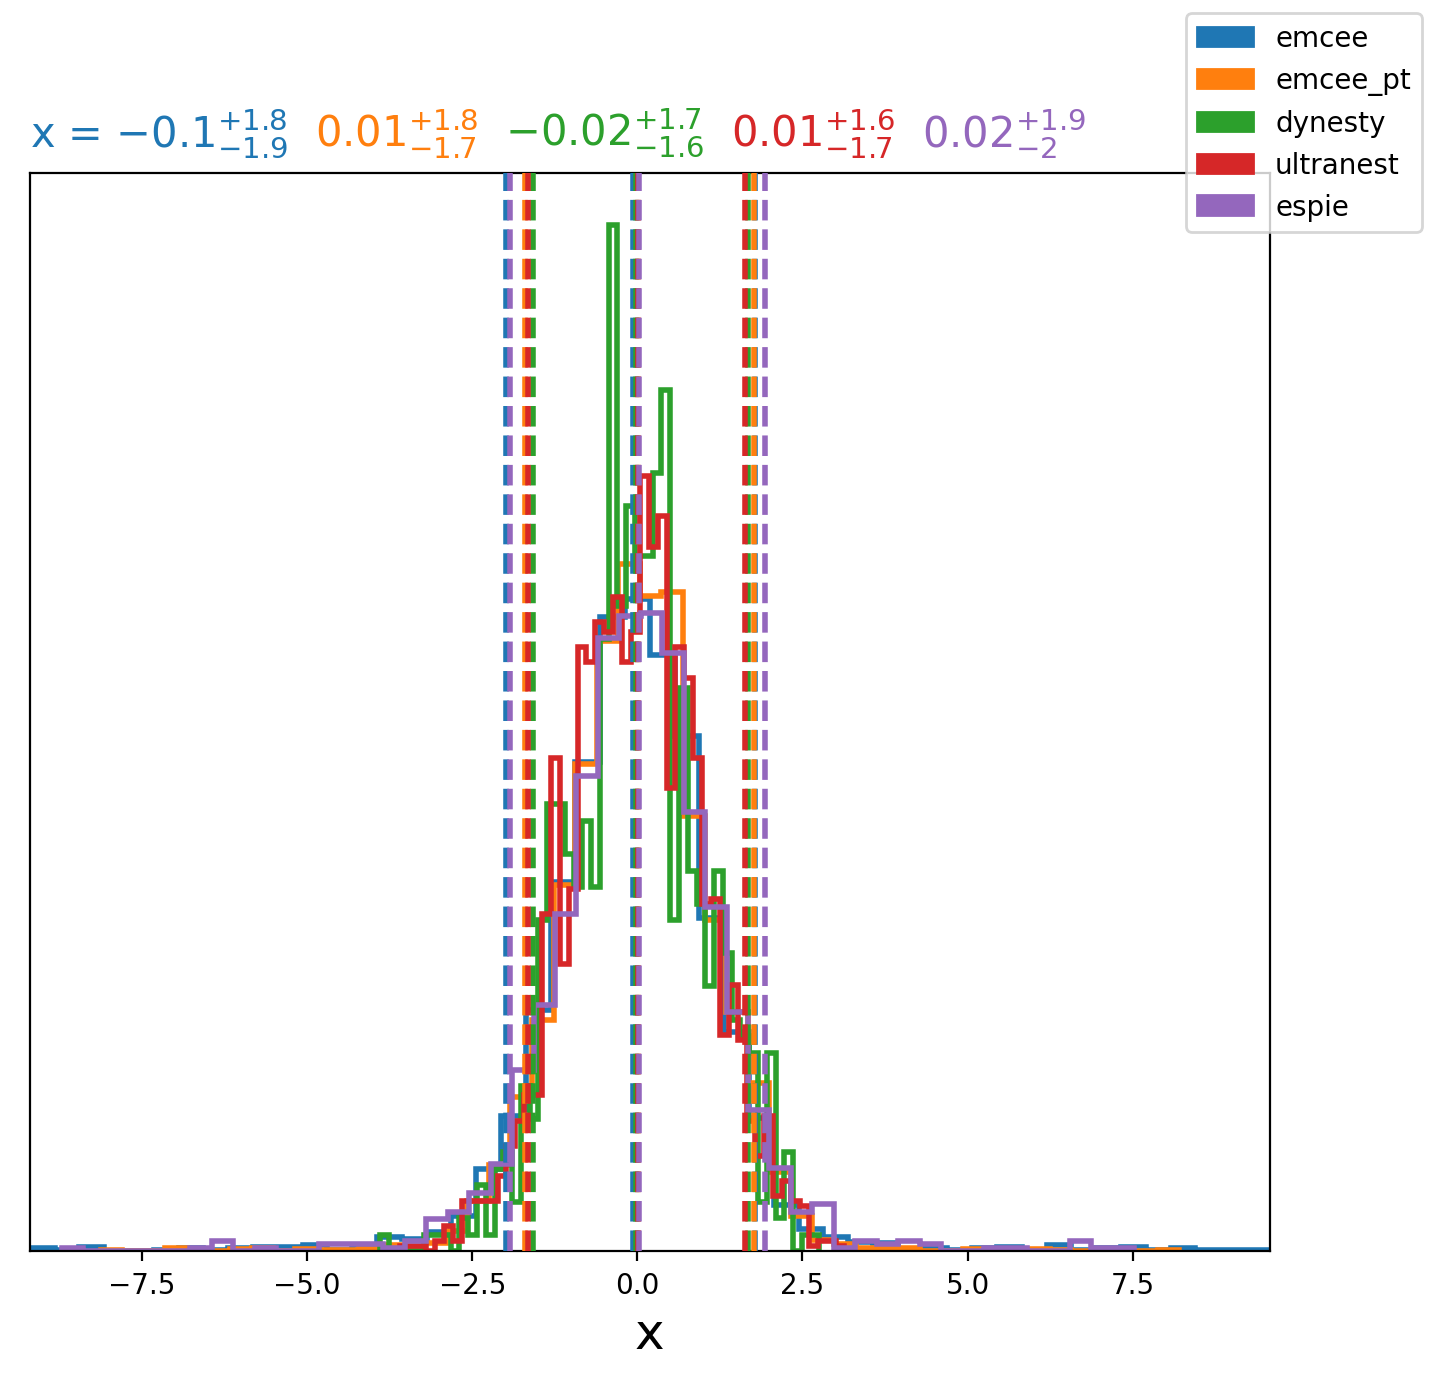 emcee
emcee_pt
dynesty
ultranest
espie
x = −0.1+1.8−1.9 0.01+1.8−1.7 −0.02+1.7−1.6 0.01+1.6−1.7 0.02+1.9−2
−7.5 −5.0 −2.5 0.0 2.5 5.0 7.5
x